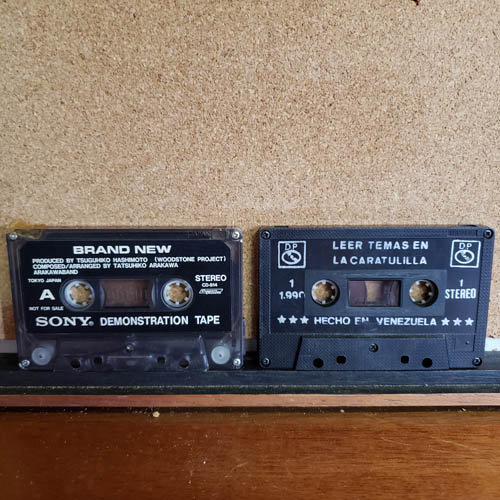 BRAND NEW
PRODUCED BY TSUGUHIKO HASHIMOTO (WOODSTONE PROJECT)
COMPOSED/ARRANGED BY TATSUHIKO ARAKAWA
ARAKAWABAND
TOKYO JAPAN
STEREO
A
CD-814
NOT FOR SALE
SONY® DEMONSTRATION TAPE
DP
LEER TEMAS EN
LA CARATULILLA
DP
1
1.990
1
STEREO
★★★ HECHO EN VENEZUELA ★★★